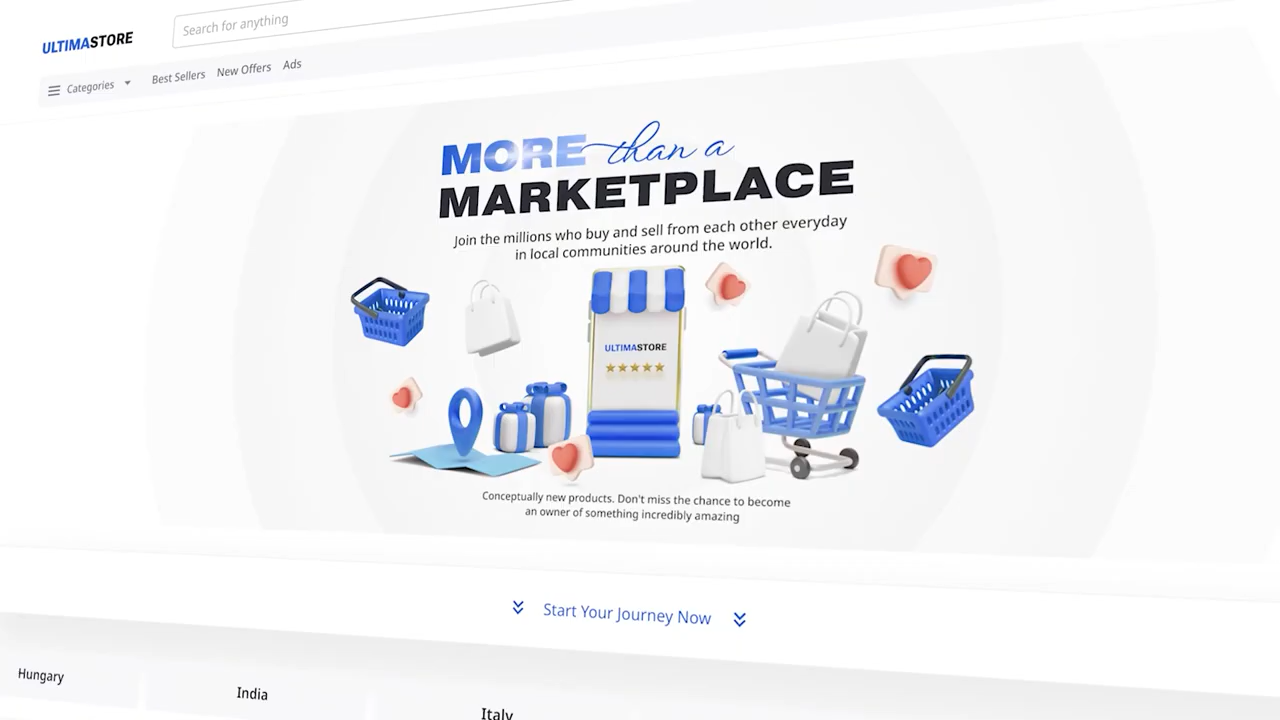 ULTIMASTORE
Search for anything
Categories
Best Sellers
New Offers
Ads
MORE than a
MARKETPLACE
Join the millions who buy and sell from each other everyday
in local communities around the world.
ULTIMASTORE
Conceptually new products. Don't miss the chance to become
an owner of something incredibly amazing
Start Your Journey Now
Hungary
India
Italy